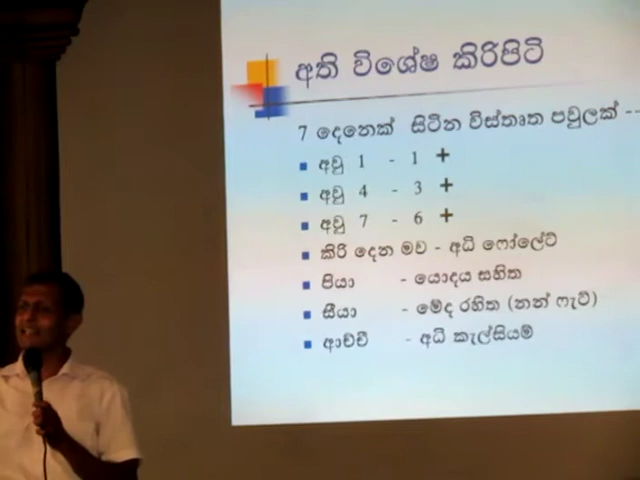 අති විශේෂ කිරිපිටි
7 දෙනෙක් සිටින විස්තෘත පවුලක් --
අවු 1 - 1 +
අවු 4 - 3 +
අවු 7 - 6 +
කිරි දෙන මව - අධි ෆෝලේට්
පියා - යොදය සහිත
සීයා - මේද රහිත (නන් ෆැට්)
ආච්චි - අධි කැල්සියම්